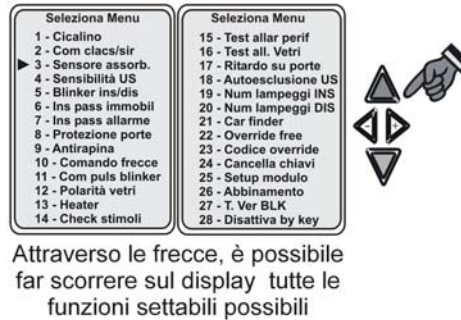 Seleziona Menu
1 - Cicalino
2 - Com clacs/sir
3 - Sensore assorb.
4 - Sensibilità US
5 - Blinker ins/dis
6 - Ins pass immobil
7 - Ins pass allarme
8 - Protezione porte
9 - Antirapina
10 - Comando frecce
11 - Com puls blinker
12 - Polarità vetri
13 - Heater
14 - Check stimoli
Seleziona Menu
15 - Test allar perif
16 - Test all. Vetri
17 - Ritardo su porte
18 - Autoesclusione US
19 - Num lampeggi INS
20 - Num lampeggi DIS
21 - Car finder
22 - Override free
23 - Codice override
24 - Cancella chiavi
25 - Setup modulo
26 - Abbinamento
27 - T. Ver BLK
28 - Disattiva by key
- +
Attraverso le frecce, è possibile
far scorrere sul display tutte le
funzioni settabili possibili